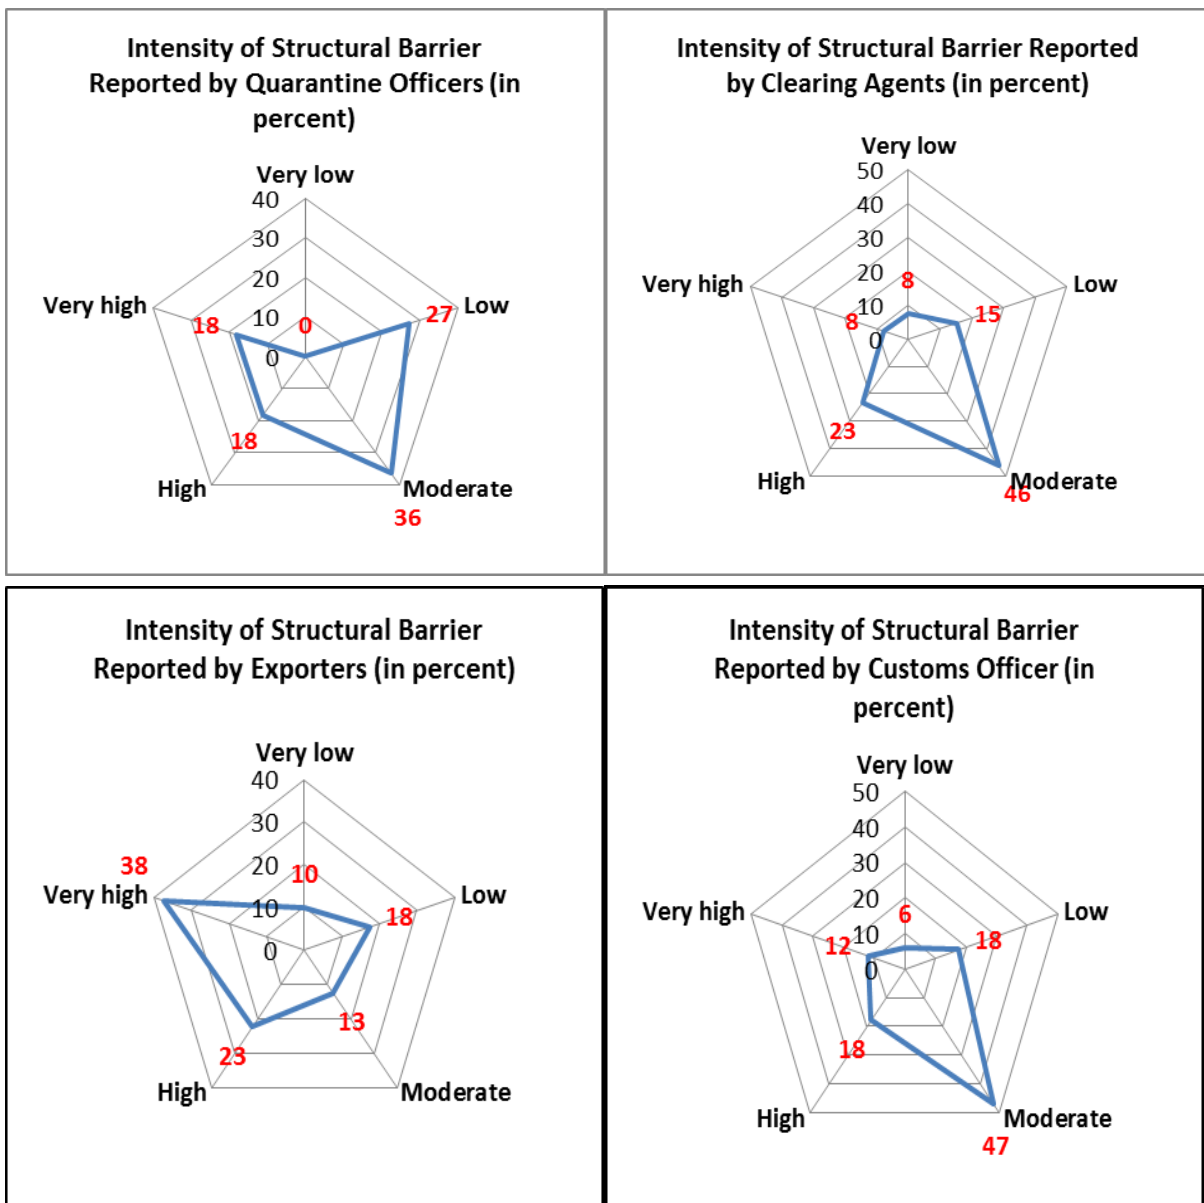 Intensity of Structural Barrier
Reported by Quarantine Officers (in
percent)
Very low
40
30
20
10
0
Very high
18
0
27
Low
18
High
Moderate
36
Intensity of Structural Barrier Reported
by Clearing Agents (in percent)
Very low
50
40
30
20
10
0
Very high
8
8
15
Low
23
High
Moderate
46
Intensity of Structural Barrier
Reported by Exporters (in percent)
Very low
40
30
20
10
0
38
Very high
10
18
Low
13
23
High
Moderate
Intensity of Structural Barrier
Reported by Customs Officer (in
percent)
Very low
50
40
30
20
10
0
Very high
12
6
18
Low
18
High
Moderate
47